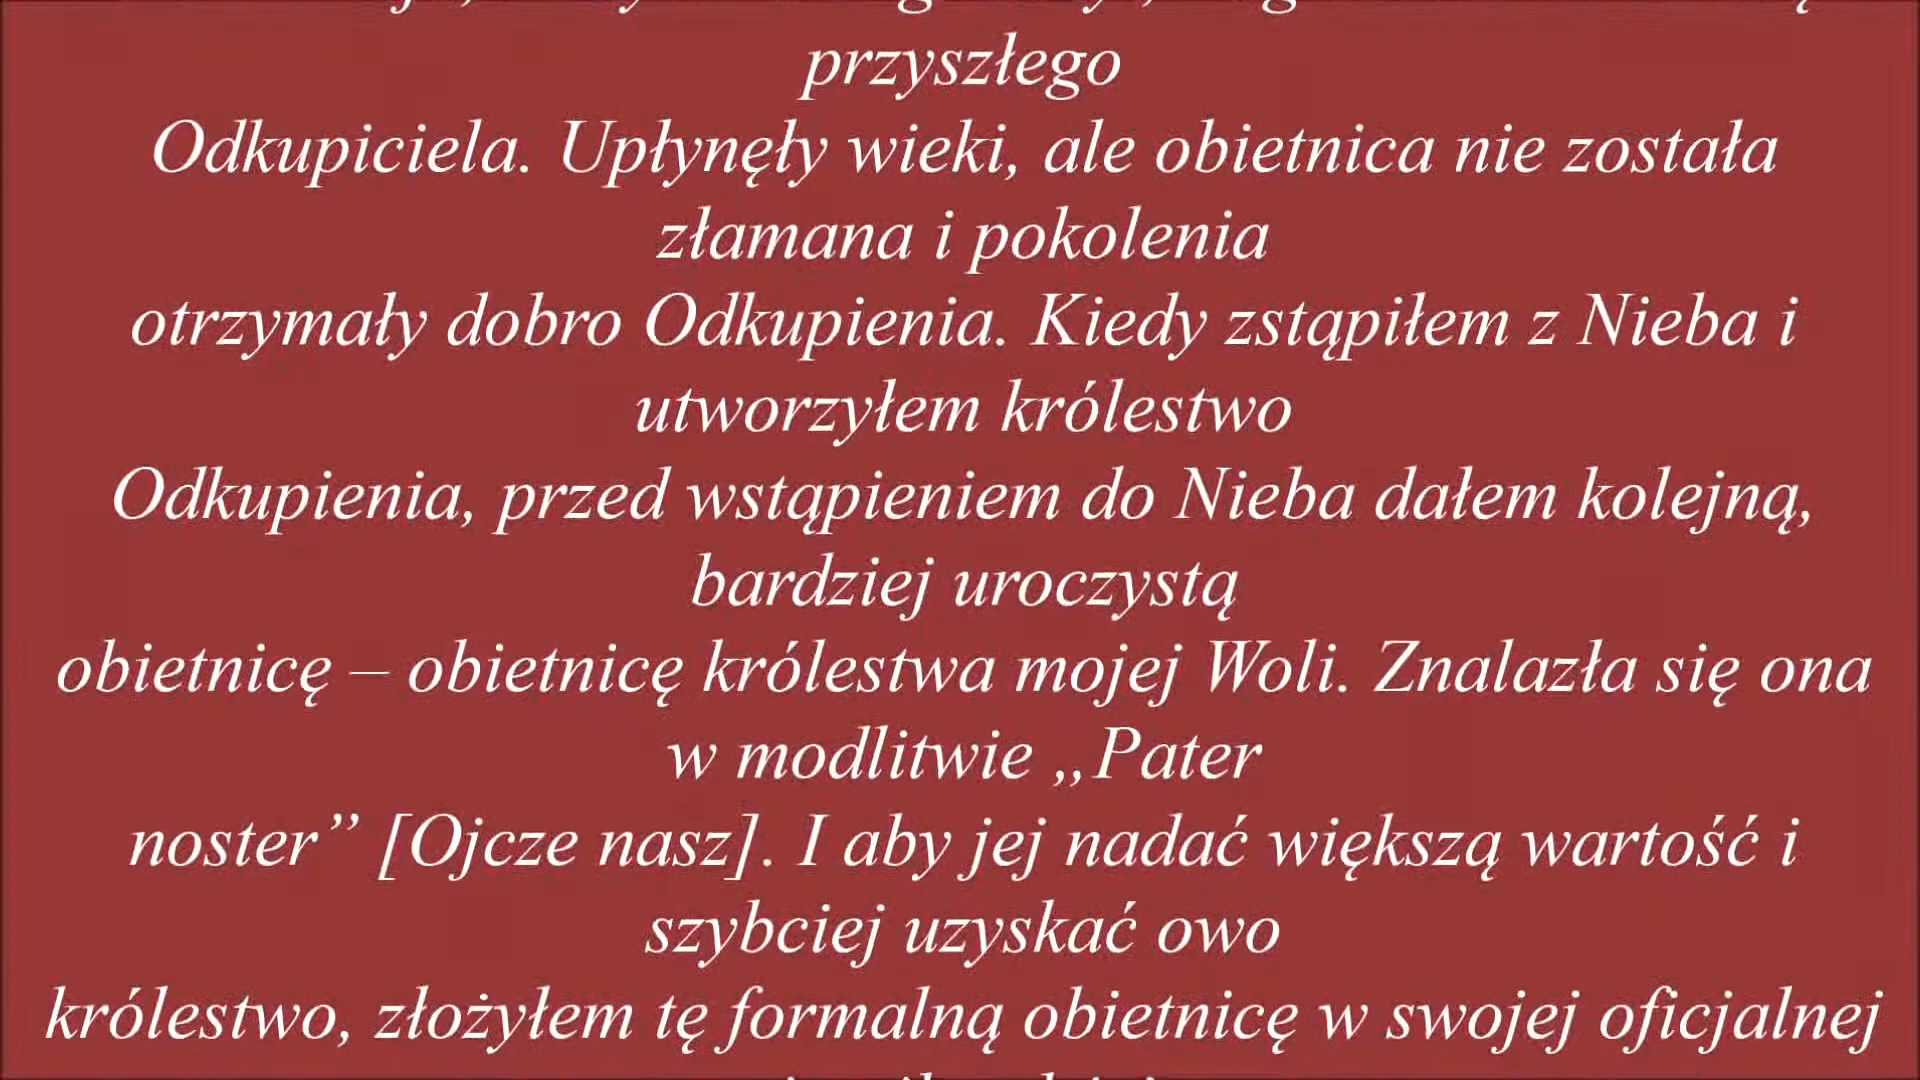 przyszłego
Odkupiciela. Upłynęły wieki, ale obietnica nie została
złamana i pokolenia
otrzymały dobro Odkupienia. Kiedy zstąpiłem z Nieba i
utworzyłem królestwo
Odkupienia, przed wstąpieniem do Nieba dałem kolejną,
bardziej uroczystą
obietnicę – obietnicę królestwa mojej Woli. Znalazła się ona
w modlitwie ,,Pater
noster” [Ojcze nasz]. I aby jej nadać większą wartość i
szybciej uzyskać owo
królestwo, złożyłem tę formalną obietnicę w swojej oficjalnej